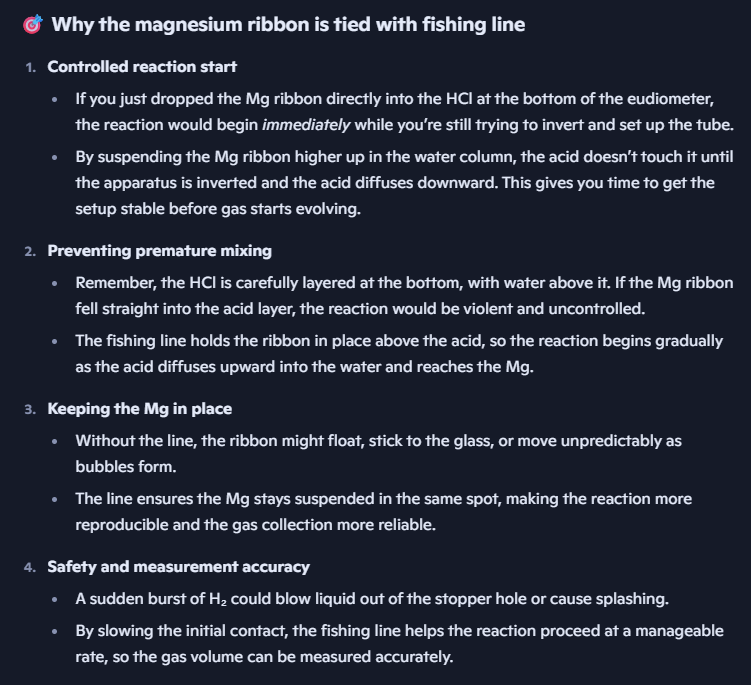 🎯 Why the magnesium ribbon is tied with fishing line
1. Controlled reaction start
• If you just dropped the Mg ribbon directly into the HCl at the bottom of the eudiometer,
the reaction would begin immediately while you’re still trying to invert and set up the tube.
• By suspending the Mg ribbon higher up in the water column, the acid doesn’t touch it until
the apparatus is inverted and the acid diffuses downward. This gives you time to get the
setup stable before gas starts evolving.
2. Preventing premature mixing
• Remember, the HCl is carefully layered at the bottom, with water above it. If the Mg ribbon
fell straight into the acid layer, the reaction would be violent and uncontrolled.
• The fishing line holds the ribbon in place above the acid, so the reaction begins gradually
as the acid diffuses upward into the water and reaches the Mg.
3. Keeping the Mg in place
• Without the line, the ribbon might float, stick to the glass, or move unpredictably as
bubbles form.
• The line ensures the Mg stays suspended in the same spot, making the reaction more
reproducible and the gas collection more reliable.
4. Safety and measurement accuracy
• A sudden burst of H₂ could blow liquid out of the stopper hole or cause splashing.
• By slowing the initial contact, the fishing line helps the reaction proceed at a manageable
rate, so the gas volume can be measured accurately.